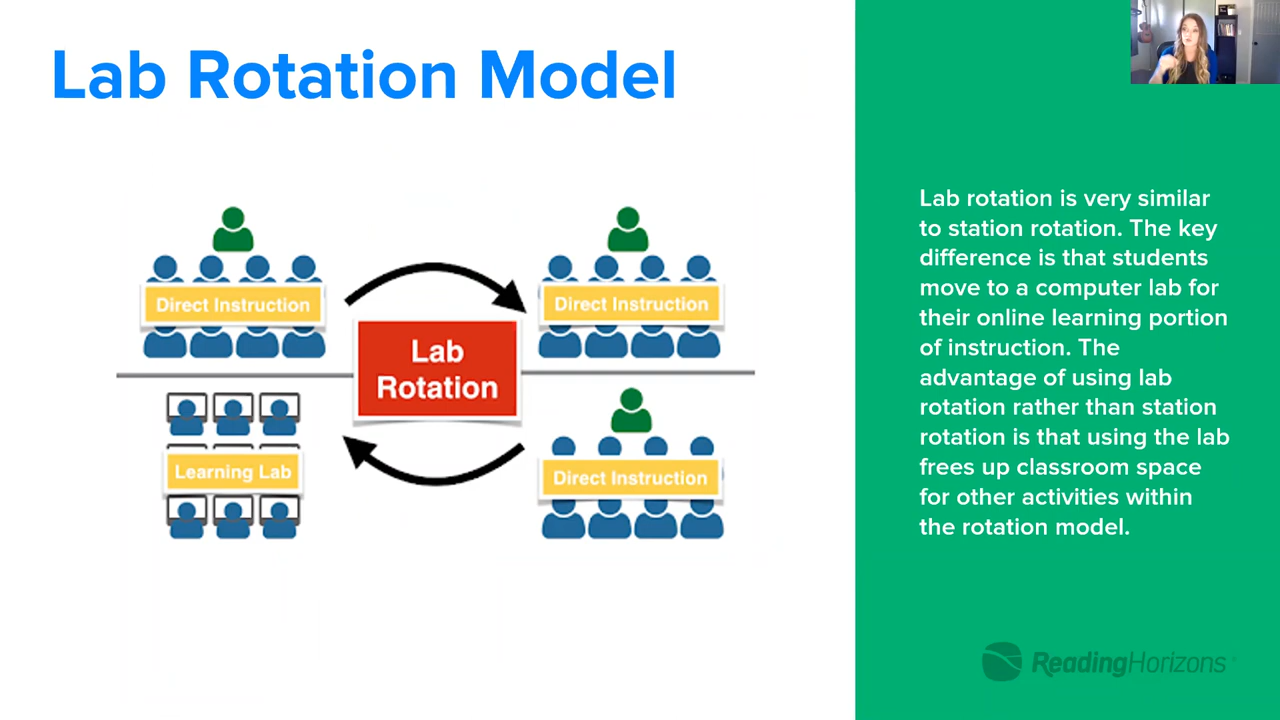 Lab Rotation Model
Direct Instruction
Direct Instruction
Lab
Rotation
Learning Lab
Direct Instruction
Lab rotation is very similar
to station rotation. The key
difference is that students
move to a computer lab for
their online learning portion
of instruction. The
advantage of using lab
rotation rather than station
rotation is that using the lab
frees up classroom space
for other activities within
the rotation model.
ReadingHorizons